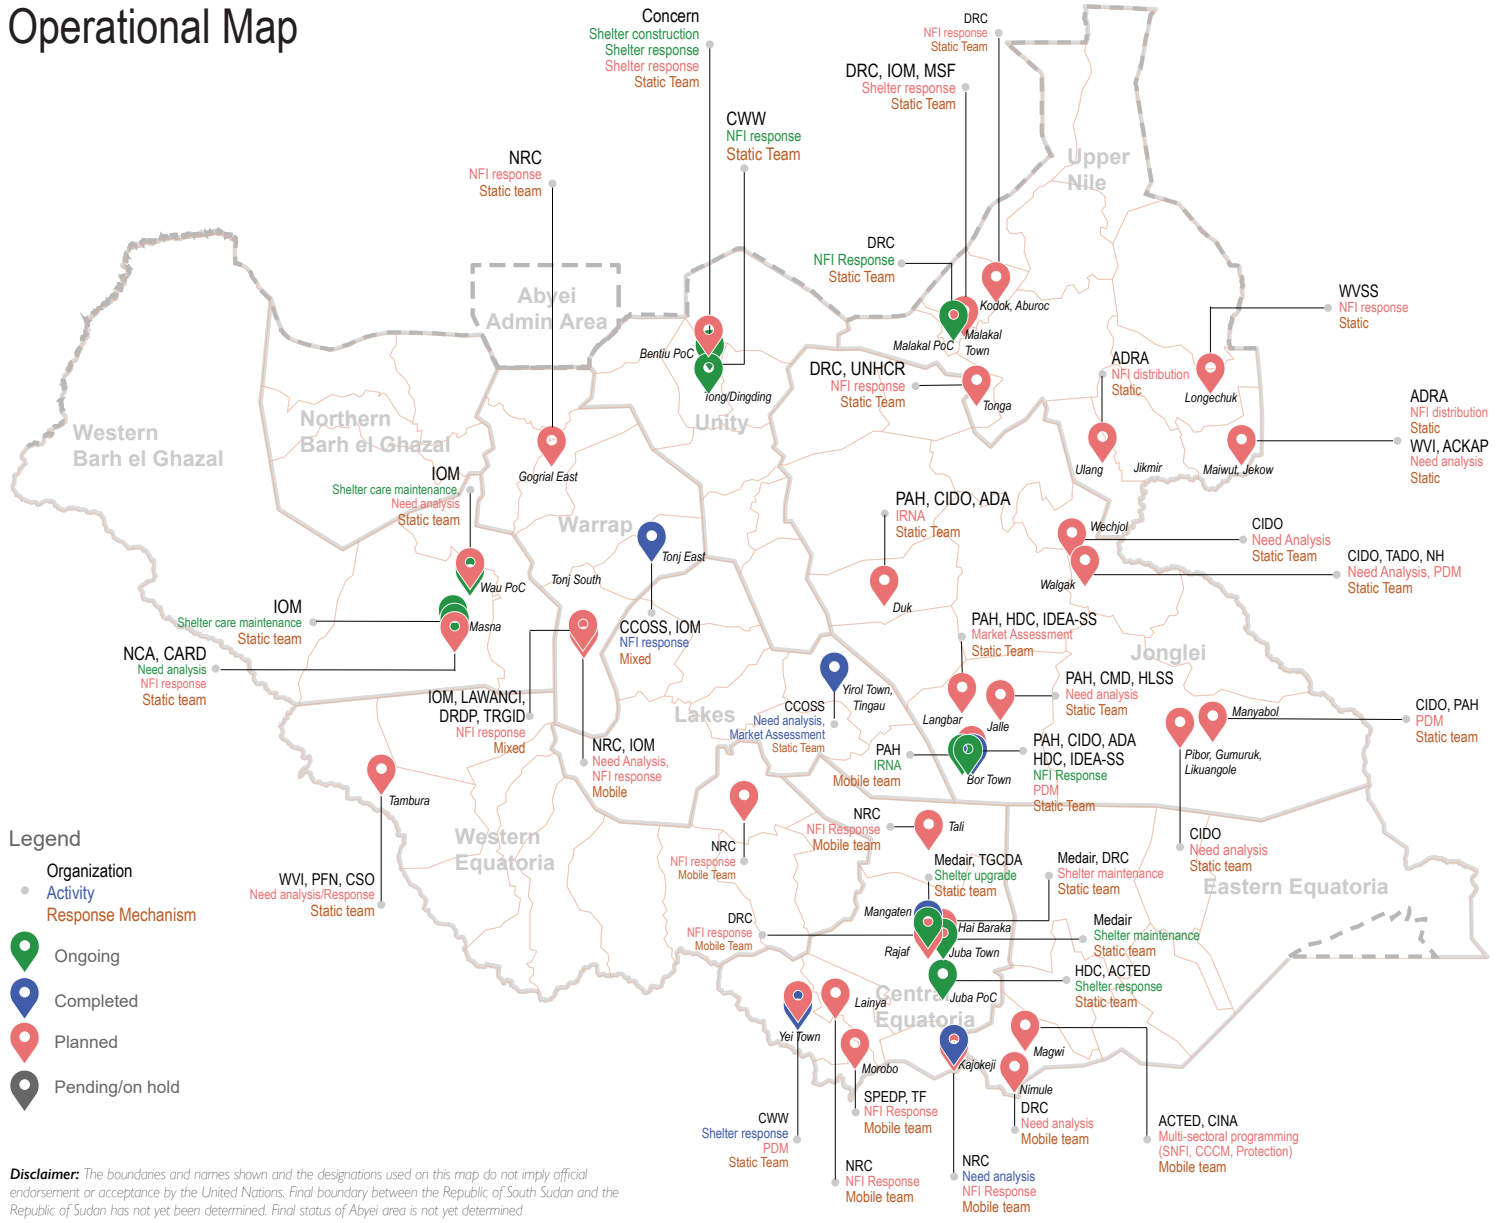 Operational Map
Concern
Shelter construction
Shelter response
Shelter response
Static Team
DRC
NFI response
Static Team
DRC, IOM, MSF
Shelter response
Static Team
CWW
NFI response
Static Team
NRC
NFI response
Static team
Upper
Nile
DRC
NFI Response
Static Team
Kodok, Aburoc
Malakal PoC
Malakal
Town
WVSS
NFI response
Static
Abyei
Admin Area
Bentiu PoC
Tong/Dingding
Unity
DRC, UNHCR
NFI response
Static Team
Tonga
ADRA
NFI distribution
Static
Longechuk
Ulang
Jikmir
Maiwut, Jekow
ADRA
NFI distribution
Static
WVI, ACKAP
Need analysis
Static
Western
Barh el Ghazal
Northern
Barh el Ghazal
Gogrial East
IOM
Shelter care maintenance,
Need analysis
Static team
Warrap
Tonj East
Tonj South
Wau PoC
PAH, CIDO, ADA
IRNA
Static Team
Duk
Wechjol
Walgak
CIDO
Need Analysis
Static Team
CIDO, TADO, NH
Need Analysis, PDM
Static Team
IOM
Shelter care maintenance
Static team
Masna
NCA, CARD
Need analysis
NFI response
Static team
CCOSS, IOM
NFI response
Mixed
PAH, HDC, IDEA-SS
Market Assessment
Static Team
Jonglei
IOM, LAWANCI,
DRDP, TRGID
NFI response
Mixed
Lakes
Yirol Town,
Tingau
CCOSS
Need analysis,
Market Assessment
Static Team
Langbar
Jalle
PAH, CMD, HLSS
Need analysis
Static Team
Manyabol
Pibor, Gumuruk,
Likuangole
CIDO, PAH
PDM
Static team
NRC, IOM
Need Analysis,
NFI response
Mobile
PAH
IRNA
Mobile team
Bor Town
PAH, CIDO, ADA
HDC, IDEA-SS
NFI Response
PDM
Static Team
Tambura
Western
Equatoria
NRC
NFI response
Mobile Team
NRC
NFI Response
Mobile team
Tali
CIDO
Need analysis
Static team
Eastern Equatoria
WVI, PFN, CSO
Need analysis/Response
Static team
Medair, TGCDA
Shelter upgrade
Static team
Medair, DRC
Shelter maintenance
Static team
Mangaten
Hai Baraka
Rajaf
Juba Town
DRC
NFI response
Mobile Team
Medair
Shelter maintenance
Static team
HDC, ACTED
Shelter response
Static team
Juba PoC
Central
Equatoria
Lainya
Yei Town
Morobo
Kajokeji
Magwi
Nimule
CWW
Shelter response
PDM
Static Team
SPEDP, TF
NFI Response
Mobile team
NRC
NFI Response
Mobile team
NRC
Need analysis
NFI Response
Mobile team
DRC
Need analysis
Mobile team
ACTED, CINA
Multi-sectoral programming
(SNFI, CCCM, Protection)
Mobile team
Legend
Organization
Activity
Response Mechanism
Ongoing
Completed
Planned
Pending/on hold
Disclaimer: The boundaries and names shown and the designations used on this map do not imply official
endorsement or acceptance by the United Nations. Final boundary between the Republic of South Sudan and the
Republic of Sudan has not yet been determined. Final status of Abyei area is not yet determined